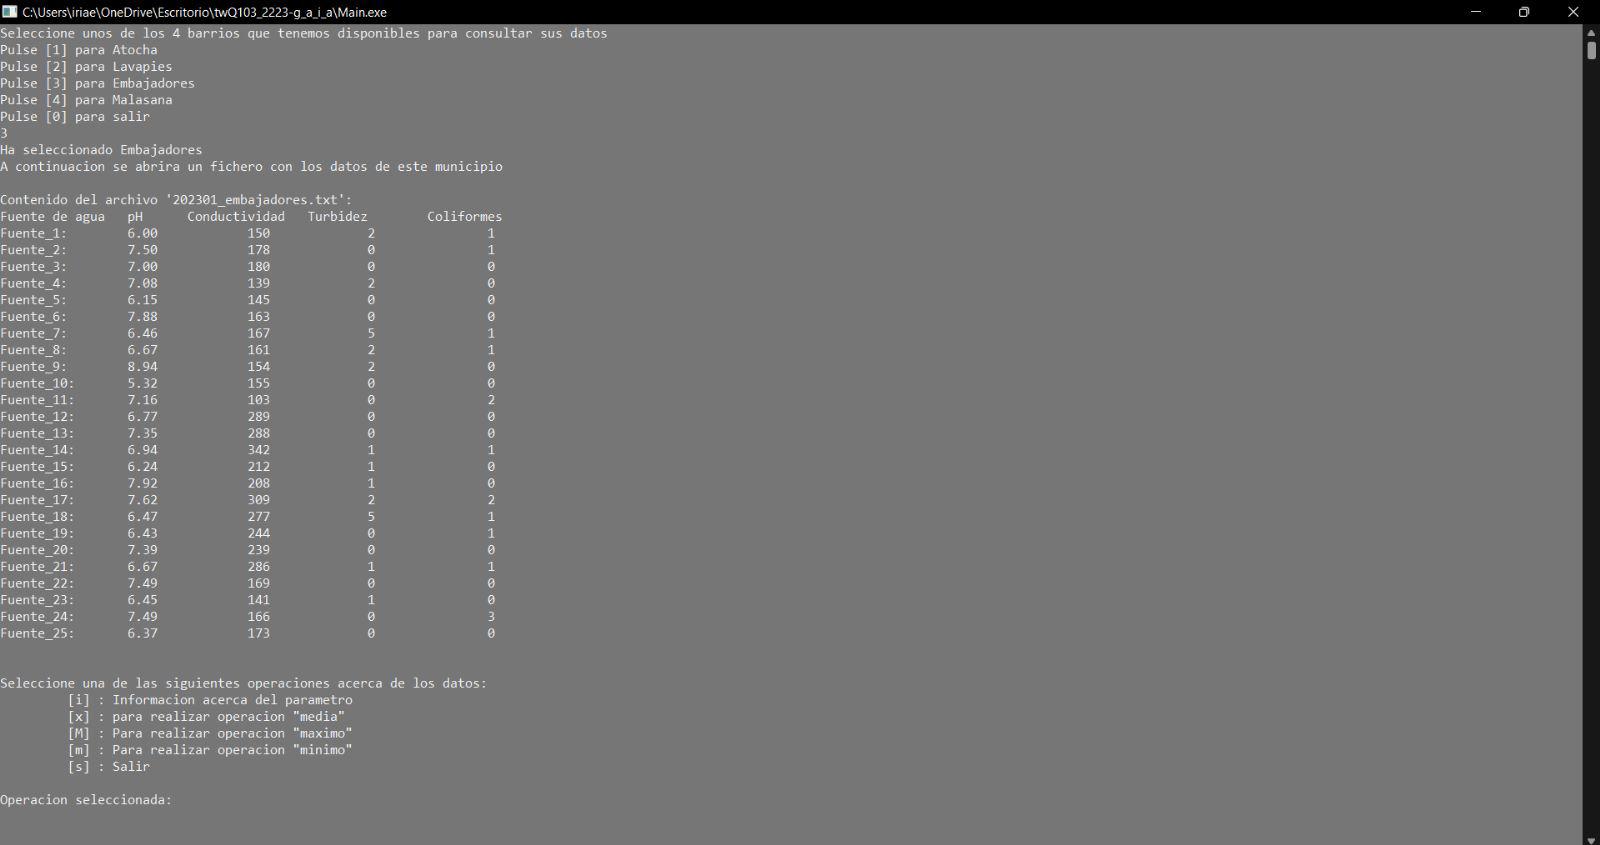 C:\Users\iriae\OneDrive\Escritorio\twQ103_2223-g_a_i_a\Main.exe
Seleccione unos de los 4 barrios que tenemos disponibles para consultar sus datos
Pulse [1] para Atocha
Pulse [2] para Lavapies
Pulse [3] para Embajadores
Pulse [4] para Malasana
Pulse [0] para salir
3
Ha seleccionado Embajadores
A continuacion se abrira un fichero con los datos de este municipio
Contenido del archivo '202301_embajadores.txt':
Fuente de agua pH Conductividad Turbidez Coliformes
Fuente_1: 6.00 150 2 1
Fuente_2: 7.50 178 0 1
Fuente_3: 7.00 180 0 0
Fuente_4: 7.08 139 2 0
Fuente_5: 6.15 145 0 0
Fuente_6: 7.88 163 0 0
Fuente_7: 6.46 167 5 1
Fuente_8: 6.67 161 2 1
Fuente_9: 8.94 154 2 0
Fuente_10: 5.32 155 0 0
Fuente_11: 7.16 103 0 2
Fuente_12: 6.77 289 0 0
Fuente_13: 7.35 288 0 0
Fuente_14: 6.94 342 1 1
Fuente_15: 6.24 212 1 0
Fuente_16: 7.92 208 1 0
Fuente_17: 7.62 309 2 2
Fuente_18: 6.47 277 5 1
Fuente_19: 6.43 244 0 1
Fuente_20: 7.39 239 0 0
Fuente_21: 6.67 286 1 1
Fuente_22: 7.49 169 0 0
Fuente_23: 6.45 141 1 0
Fuente_24: 7.49 166 0 3
Fuente_25: 6.37 173 0 0
Seleccione una de las siguientes operaciones acerca de los datos:
[i] : Informacion acerca del parametro
[x] : para realizar operacion "media"
[M] : Para realizar operacion "maximo"
[m] : Para realizar operacion "minimo"
[s] : Salir
Operacion seleccionada: